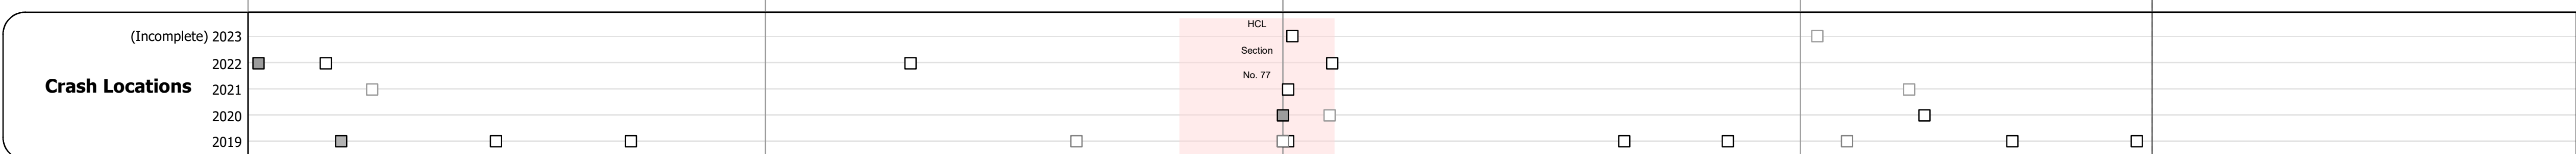 HCL
(Incomplete) 2023
Section
2022
No. 77
Crash Locations
2021
2020
2019